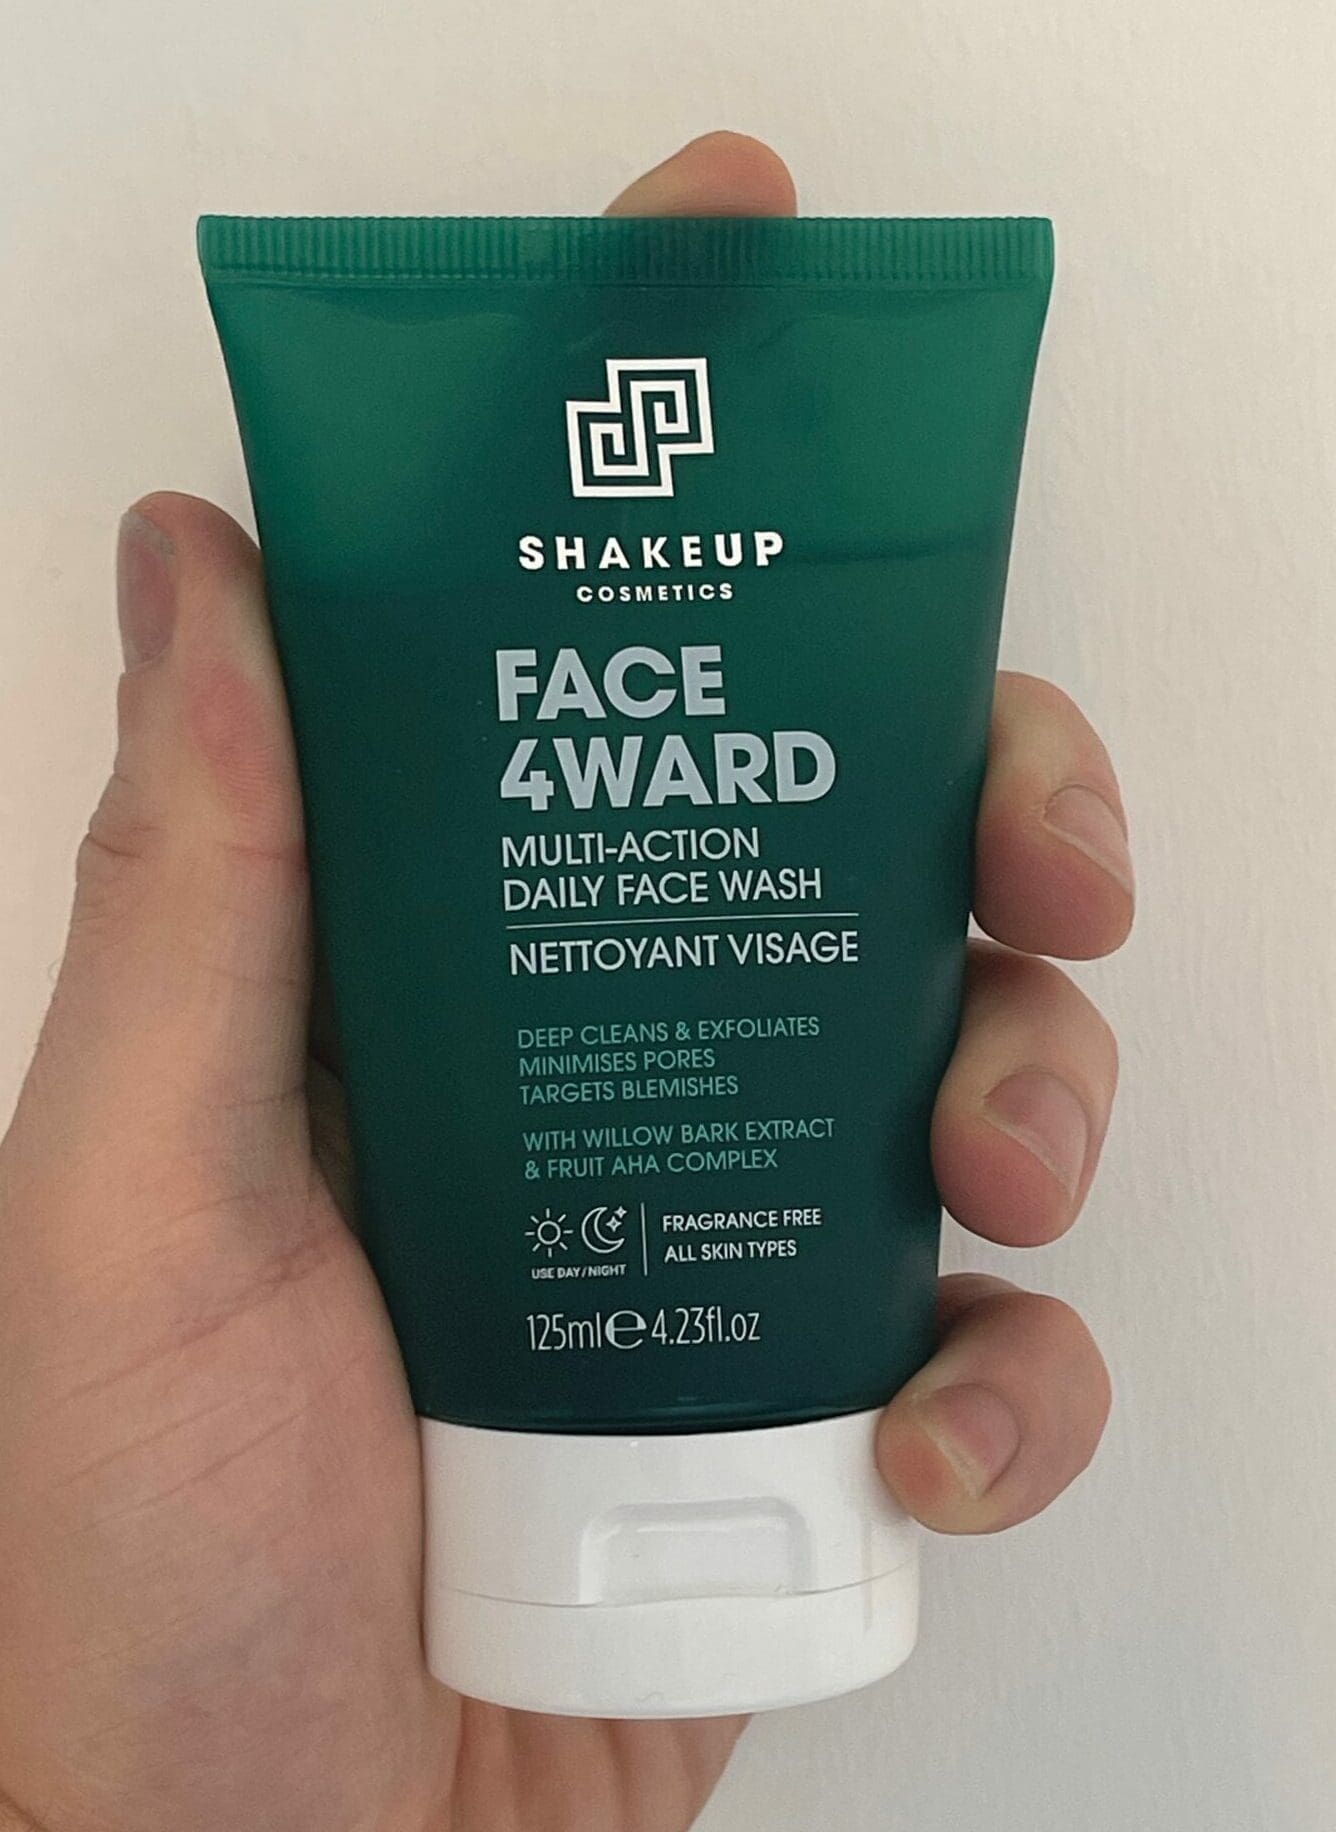 SHAKEUP
COSMETICS
FACE
4WARD
MULTI-ACTION
DAILY FACE WASH
NETTOYANT VISAGE
DEEP CLEANS & EXFOLIATES
MINIMISES PORES
TARGETS BLEMISHES
WITH WILLOW BARK EXTRACT
& FRUIT AHA COMPLEX
USE DAY/NIGHT
FRAGRANCE FREE
ALL SKIN TYPES
125ml℮4.23fl.oz